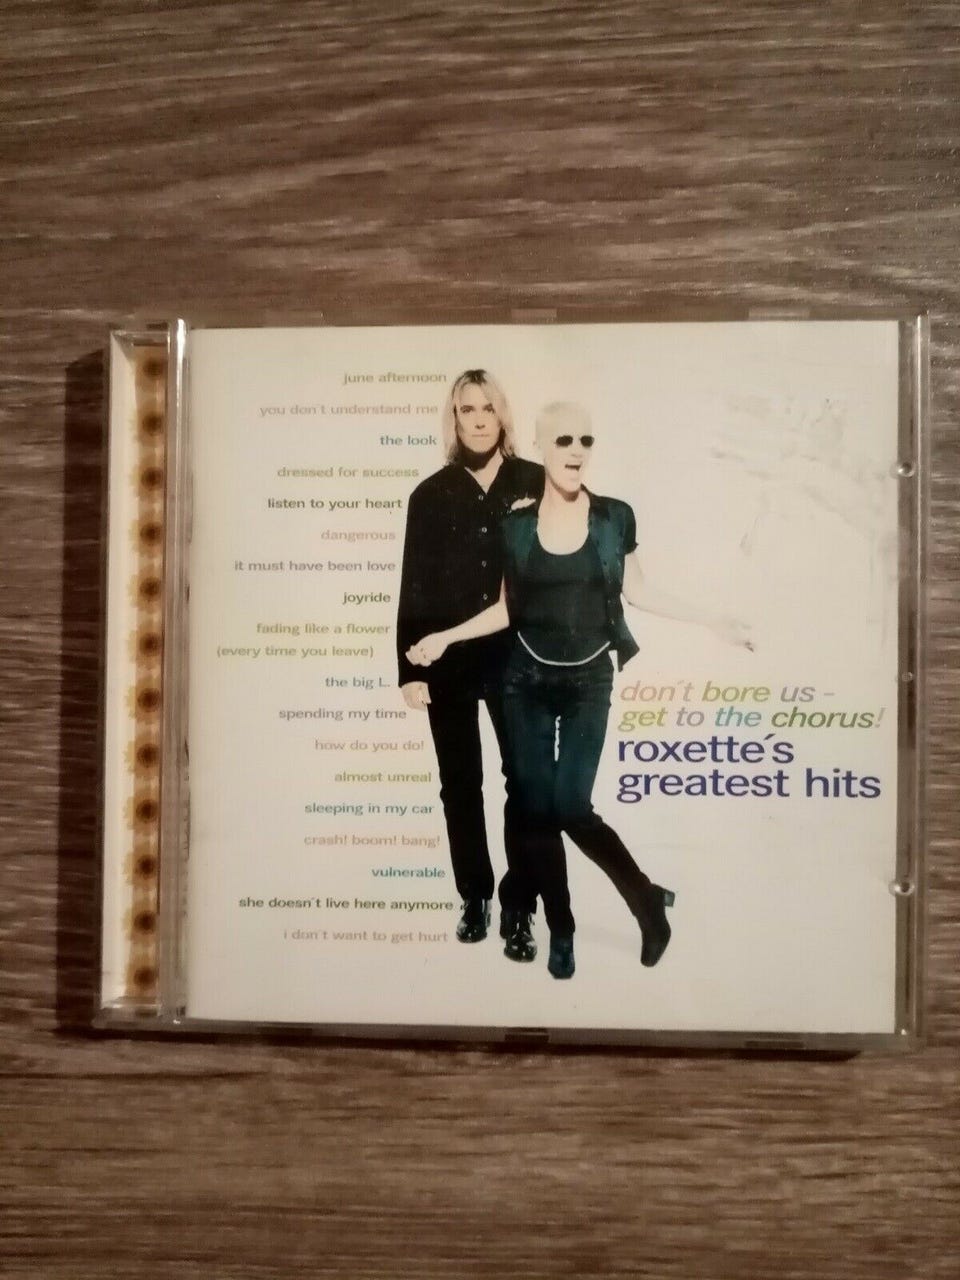 june afternoon
you don´t understand me
the look
dressed for success
listen to your heart
dangerous
it must have been love
joyride
fading like a flower
(every time you leave)
the big L.
spending my time
how do you do!
almost unreal
sleeping in my car
crash! boom! bang!
vulnerable
she doesn´t live here anymore
i don´t want to get hurt
don´t bore us -
get to the chorus!
roxette´s
greatest hits